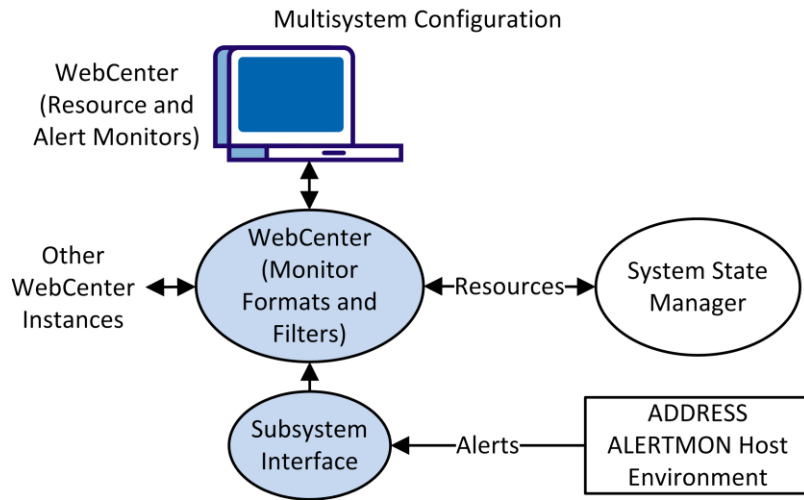 Multisystem Configuration
WebCenter
(Resource and
Alert Monitors)
WebCenter
(Monitor
Formats and
Filters)
Other
WebCenter
Instances
Resources
System State
Manager
Subsystem
Interface
Alerts
ADDRESS
ALERTMON Host
Environment